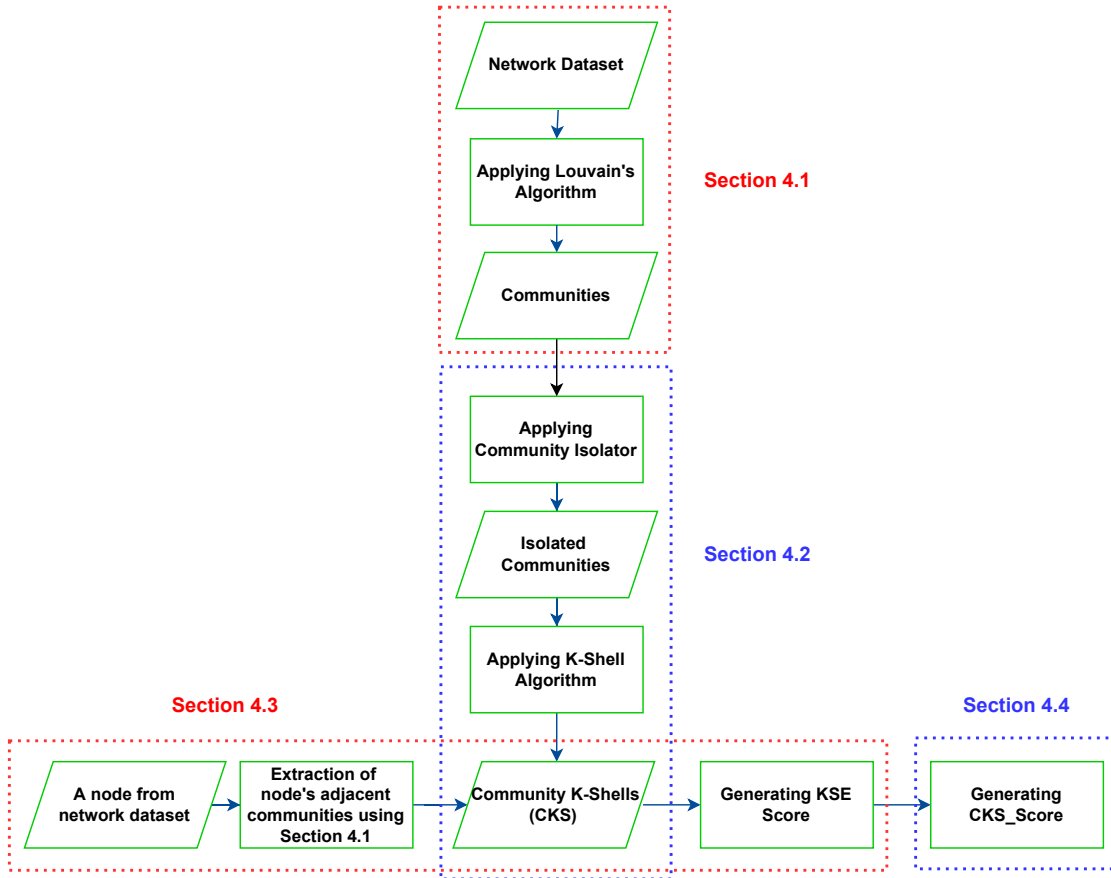 Network Dataset
Applying Louvain's
Algorithm
Section 4.1
Communities
Applying
Community Isolator
Isolated
Communities
Section 4.2
Applying K-Shell
Algorithm
Section 4.3
Section 4.4
A node from
network dataset
Extraction of
node's adjacent
communities using
Section 4.1
Community K-Shells
(CKS)
Generating KSE
Score
Generating
CKS_Score